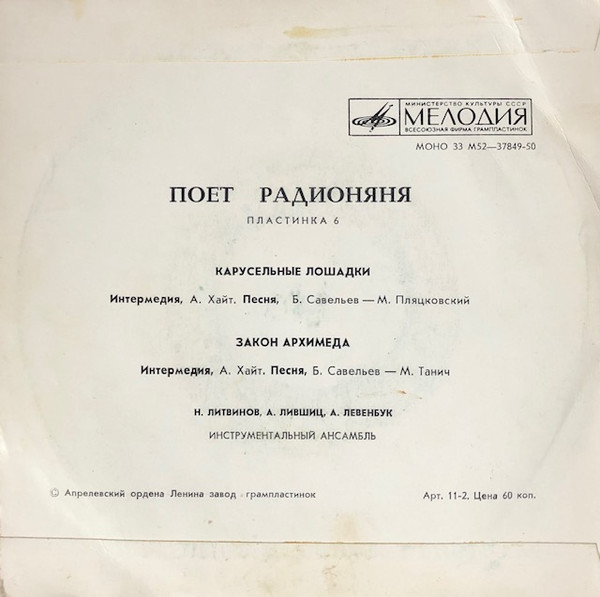 МИНИСТЕРСТВО КУЛЬТУРЫ СССР
МЕЛОДИЯ
ВСЕСОЮЗНАЯ ФИРМА ГРАМПЛАСТИНОК
МОНО 33 М52—37849-50
ПОЕТ РАДИОНЯНЯ
ПЛАСТИНКА 6
КАРУСЕЛЬНЫЕ ЛОШАДКИ
Интермедия, А. Хайт. Песня, Б. Савельев — М. Пляцковский
ЗАКОН АРХИМЕДА
Интермедия, А. Хайт. Песня, Б. Савельев — М. Танич
Н. ЛИТВИНОВ, А. ЛИВШИЦ, А. ЛЕВЕНБУК
ИНСТРУМЕНТАЛЬНЫЙ АНСАМБЛЬ
© Апрелевский ордена Ленина завод грампластинок
Арт. 11-2. Цена 60 коп.